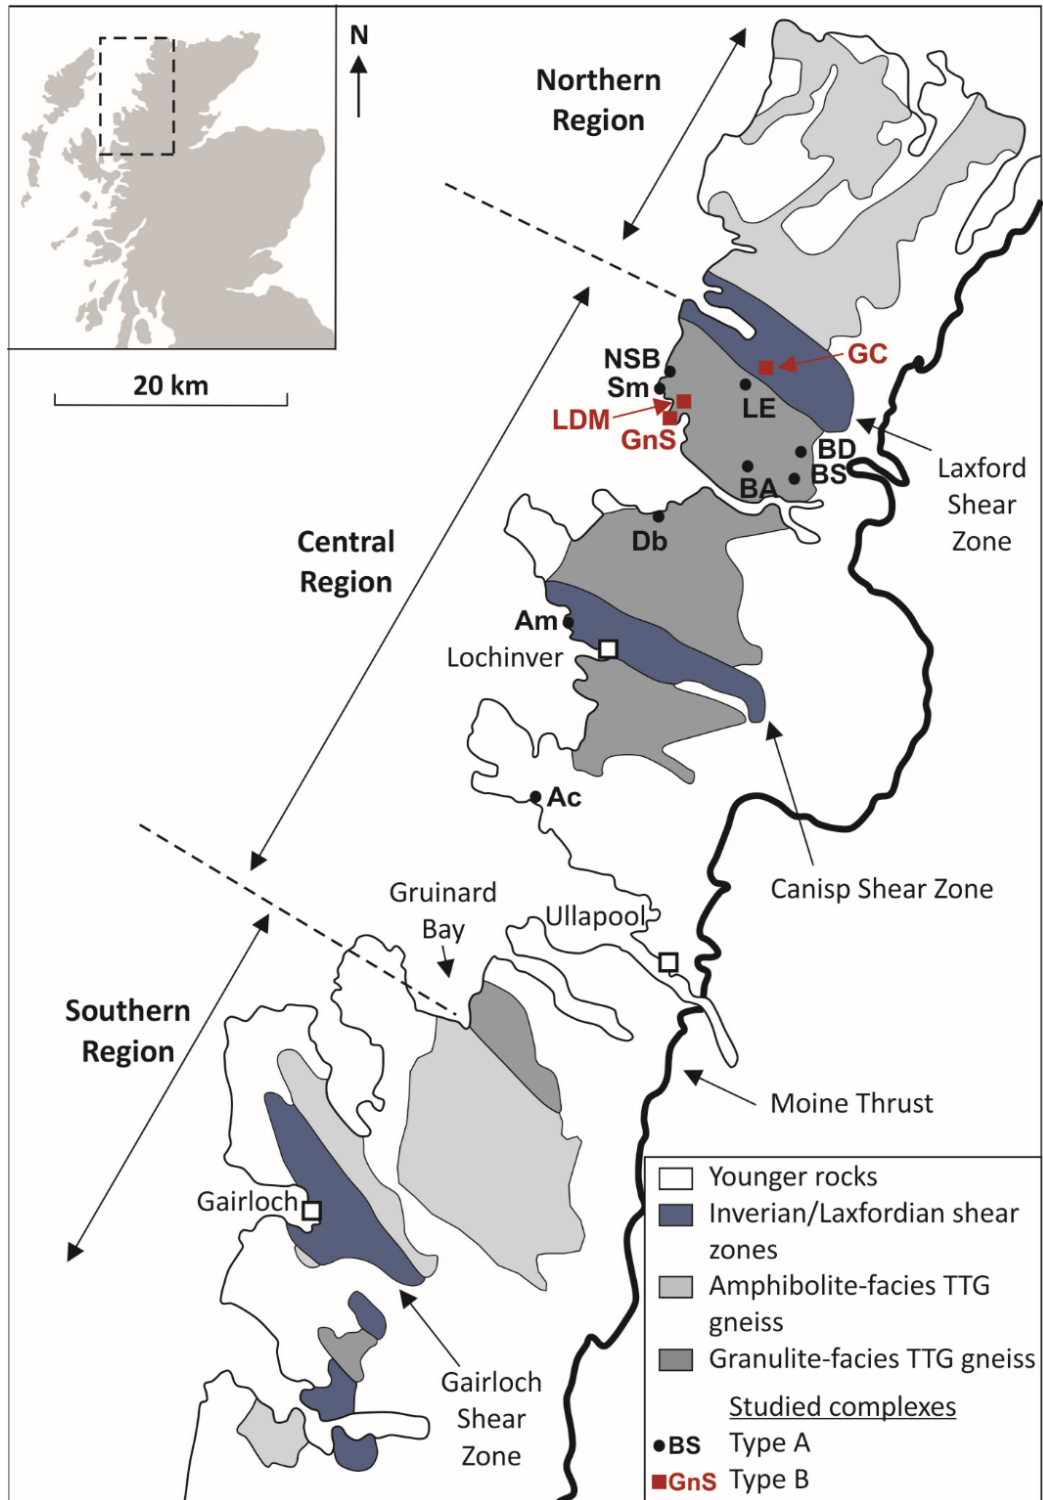 N
Northern
Region
20 km
NSB
Sm
LDM
GnS
GC
LE
BD
BS
BA
Laxford
Shear
Zone
Central
Region
Db
Am
Lochinver
Ac
Canisp Shear Zone
Gruinard
Bay
Ullapool
Southern
Region
Moine Thrust
Gairloch
Gairloch
Shear
Zone
Younger rocks
Inverian/Laxfordian shear
zones
Amphibolite-facies TTG
gneiss
Granulite-facies TTG gneiss
Studied complexes
BS Type A
GnS Type B